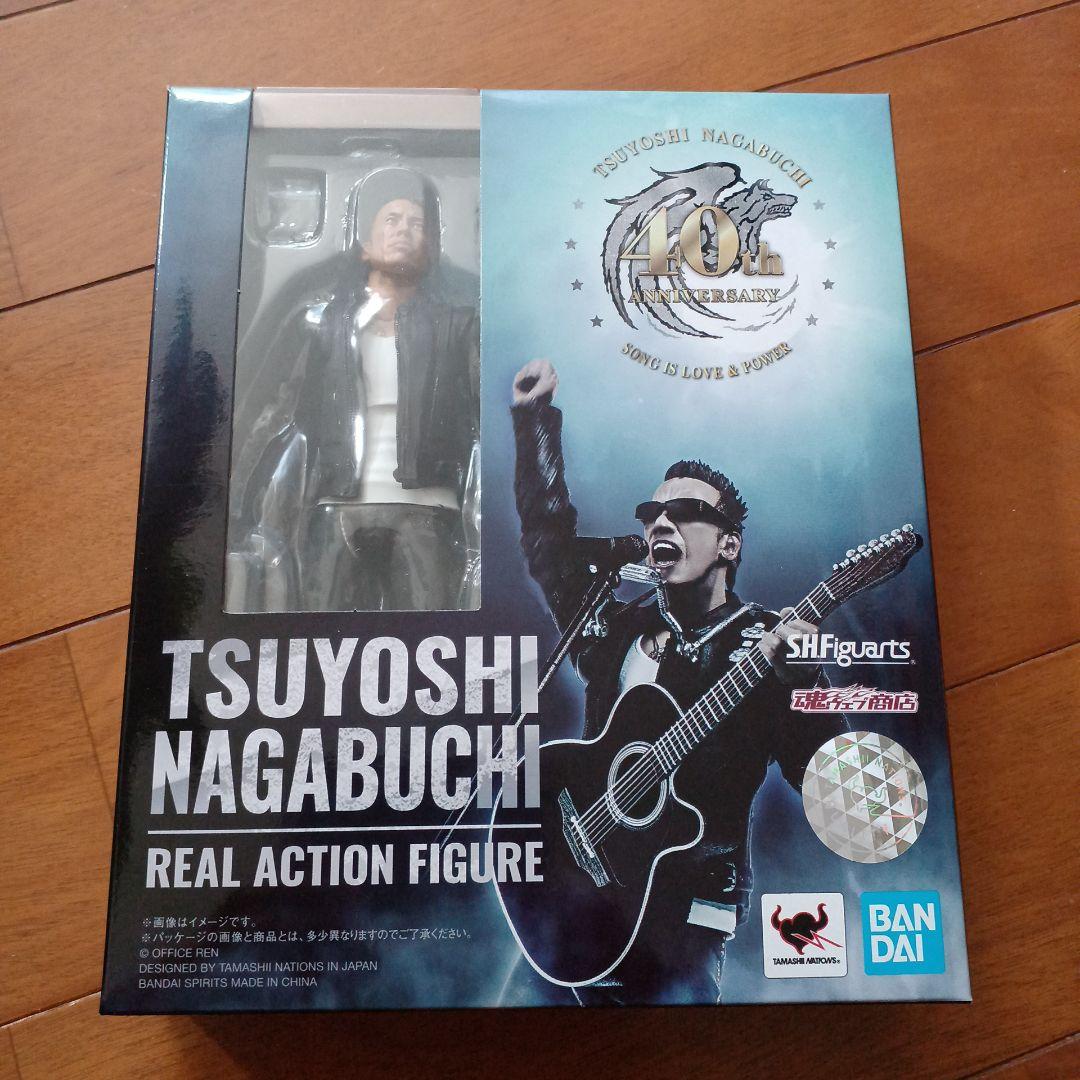 TSUYOSHI NAGABUCHI
40th
ANNIVERSARY
SONG IS LOVE & POWER
S.H.Figuarts
魂ウェブ商店
TSUYOSHI
NAGABUCHI
REAL ACTION FIGURE
※画像はイメージです。
※パッケージの画像と商品とは、多少異なりますのでご了承ください。
© OFFICE REN
DESIGNED BY TAMASHII NATIONS IN JAPAN
BANDAI SPIRITS MADE IN CHINA
TAMASHII NATIONS®
BAN
DAI